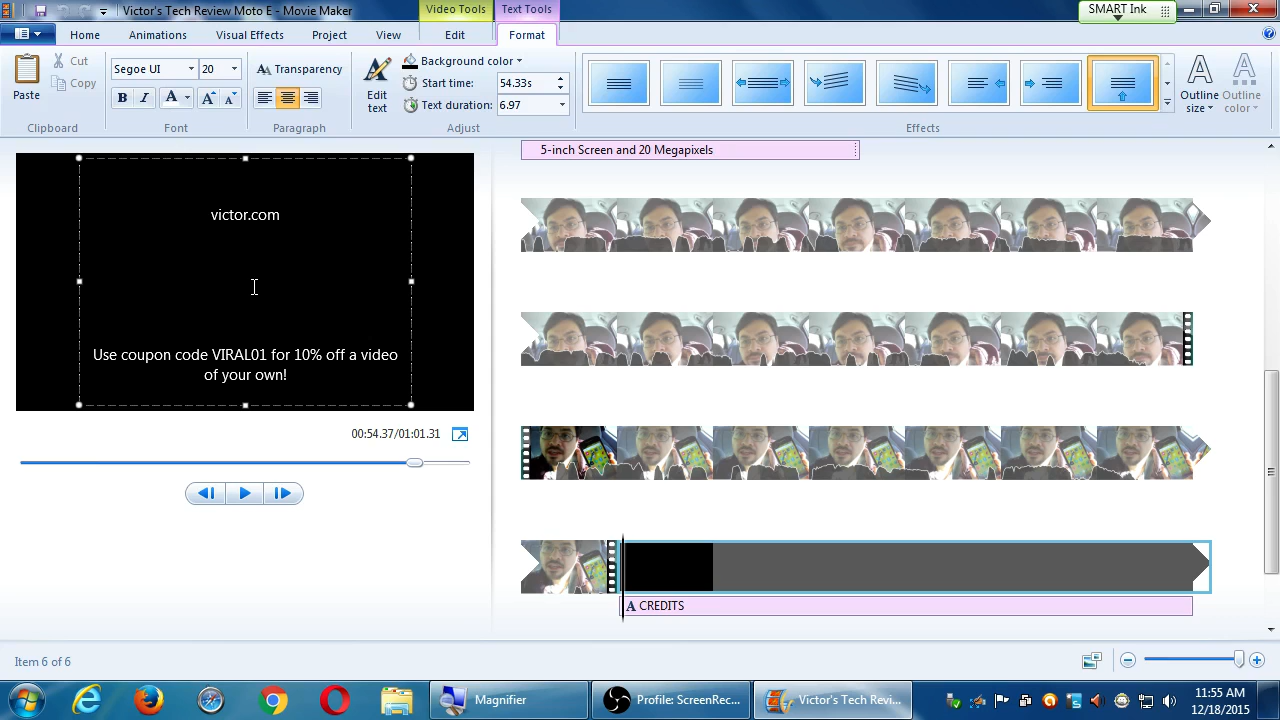 Victor's Tech Review Moto E - Movie Maker
Video Tools
Text Tools
SMART Ink
Home
Animations
Visual Effects
Project
View
Edit
Format
Paste
Cut
Copy
Clipboard
Segoe UI
20
B I A A A
Font
Transparency
Paragraph
Edit
text
Background color
Start time: 54.33s
Text duration: 6.97
Adjust
Effects
Outline
size
Outline
color
victor.com
Use coupon code VIRAL01 for 10% off a video
of your own!
00:54.37/01:01.31
5-inch Screen and 20 Megapixels
A CREDITS
Item 6 of 6
Magnifier
Profile: ScreenRec...
Victor's Tech Revi...
11:55 AM
12/18/2015